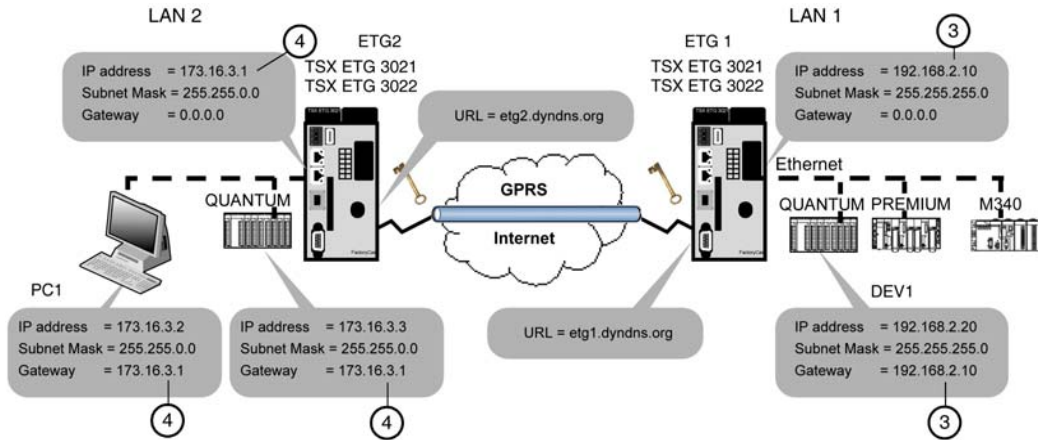 LAN 2
LAN 1
4
ETG2
TSX ETG 3021
TSX ETG 3022
ETG 1
TSX ETG 3021
TSX ETG 3022
3
IP address = 173.16.3.1
Subnet Mask = 255.255.0.0
Gateway = 0.0.0.0
URL = etg2.dyndns.org
IP address = 192.168.2.10
Subnet Mask = 255.255.255.0
Gateway = 0.0.0.0
Ethernet
QUANTUM
GPRS
Internet
QUANTUM
PREMIUM
M340
PC1
DEV1
IP address = 173.16.3.2
Subnet Mask = 255.255.0.0
Gateway = 173.16.3.1
4
IP address = 173.16.3.3
Subnet Mask = 255.255.0.0
Gateway = 173.16.3.1
4
URL = etg1.dyndns.org
IP address = 192.168.2.20
Subnet Mask = 255.255.255.0
Gateway = 192.168.2.10
3